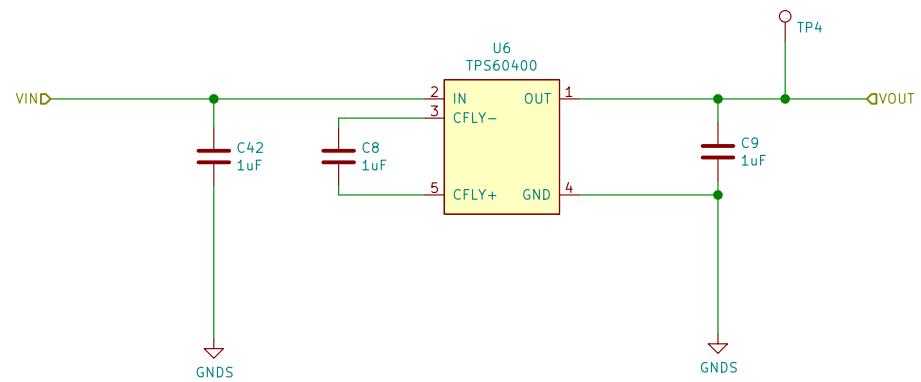 U6
TPS60400
TP4
VIN
2
IN
OUT
1
VOUT
3
CFLY-
C42
1uF
C8
1uF
C9
1uF
5
CFLY+
GND
4
GNDS
GNDS